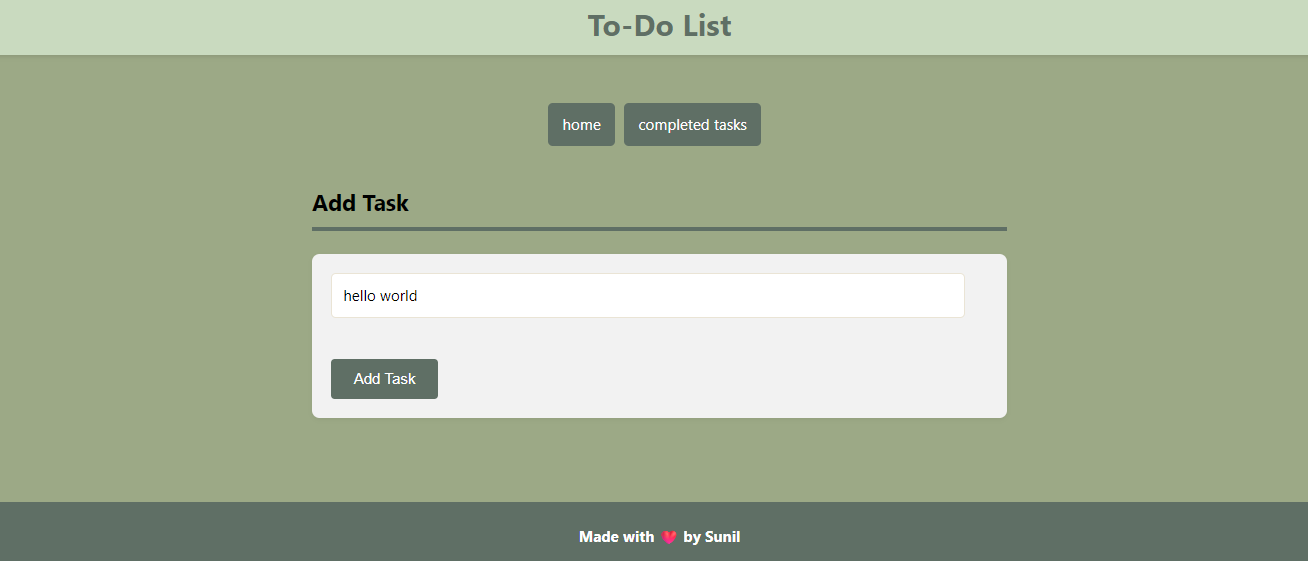 To-Do List
home completed tasks
Add Task
hello world
Add Task
Made with 💗 by Sunil